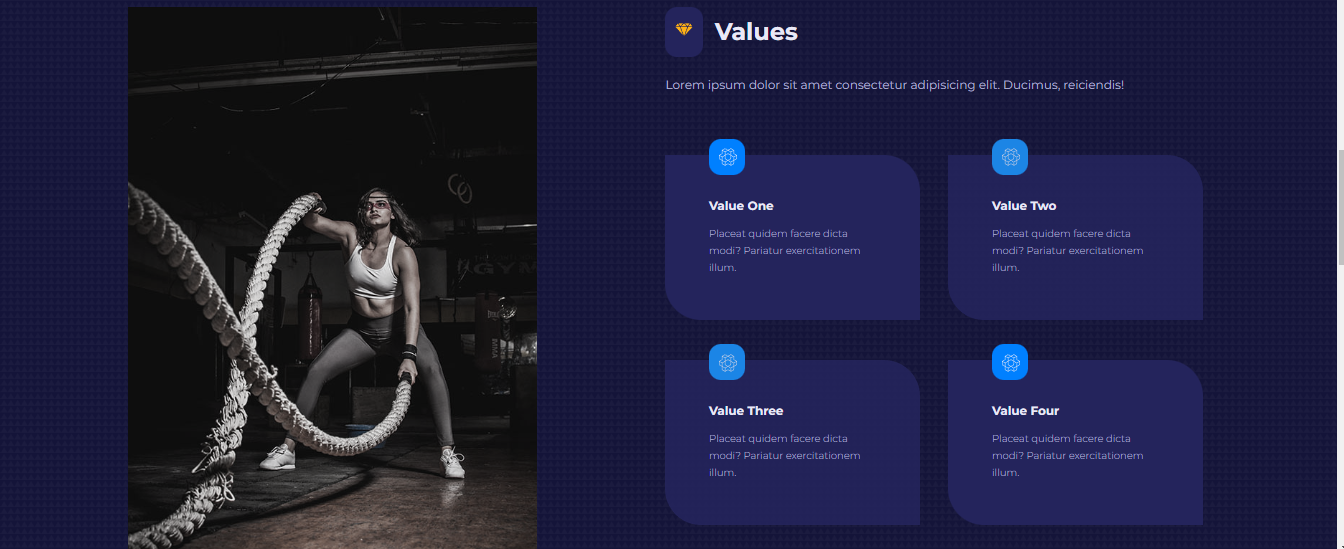 Values
Lorem ipsum dolor sit amet consectetur adipisicing elit. Ducimus, reiciendis!
Value One
Placeat quidem facere dicta
modi? Pariatur exercitationem
illum.
Value Two
Placeat quidem facere dicta
modi? Pariatur exercitationem
illum.
Value Three
Placeat quidem facere dicta
modi? Pariatur exercitationem
illum.
Value Four
Placeat quidem facere dicta
modi? Pariatur exercitationem
illum.
GYM